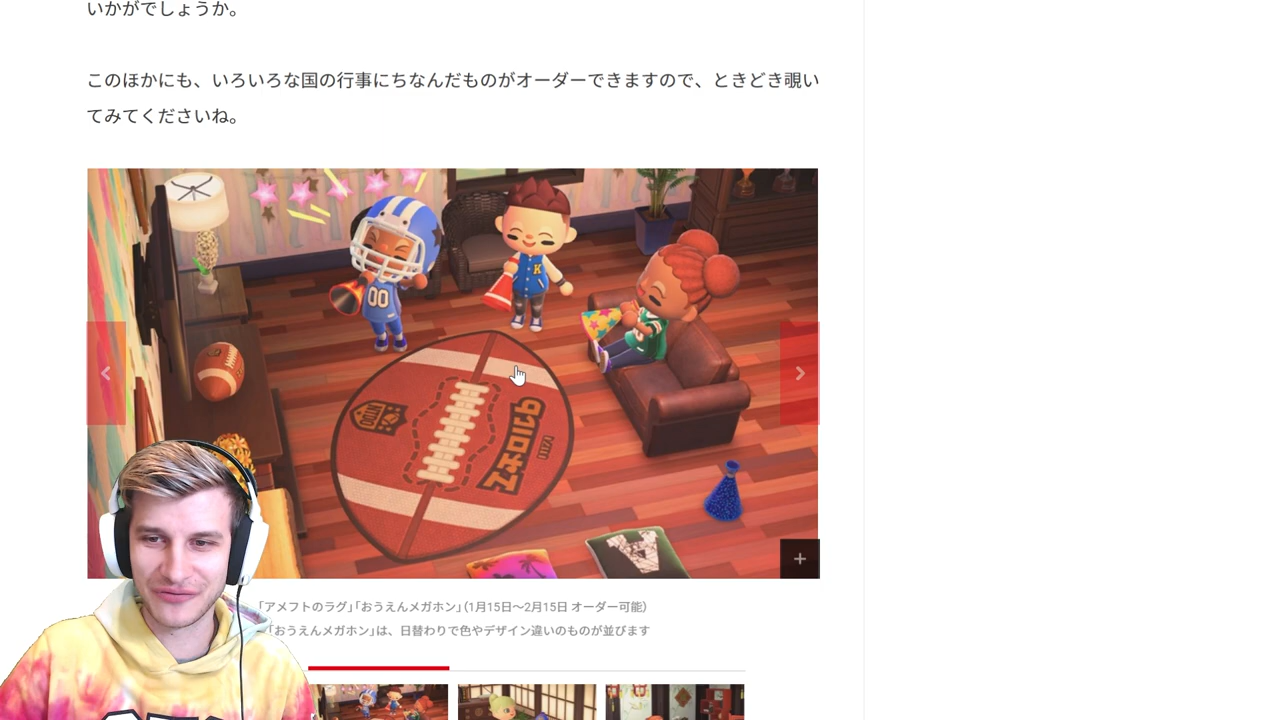 いかがでしょうか。
このほかにも、いろいろな国の行事にちなんだものがオーダーできますので、ときどき覗い
てみてくださいね。
00
K
「アメフトのラグ」「おうえんメガホン」（1月15日～2月15日 オーダー可能）
「おうえんメガホン」は、日替わりで色やデザイン違いのものが並びます